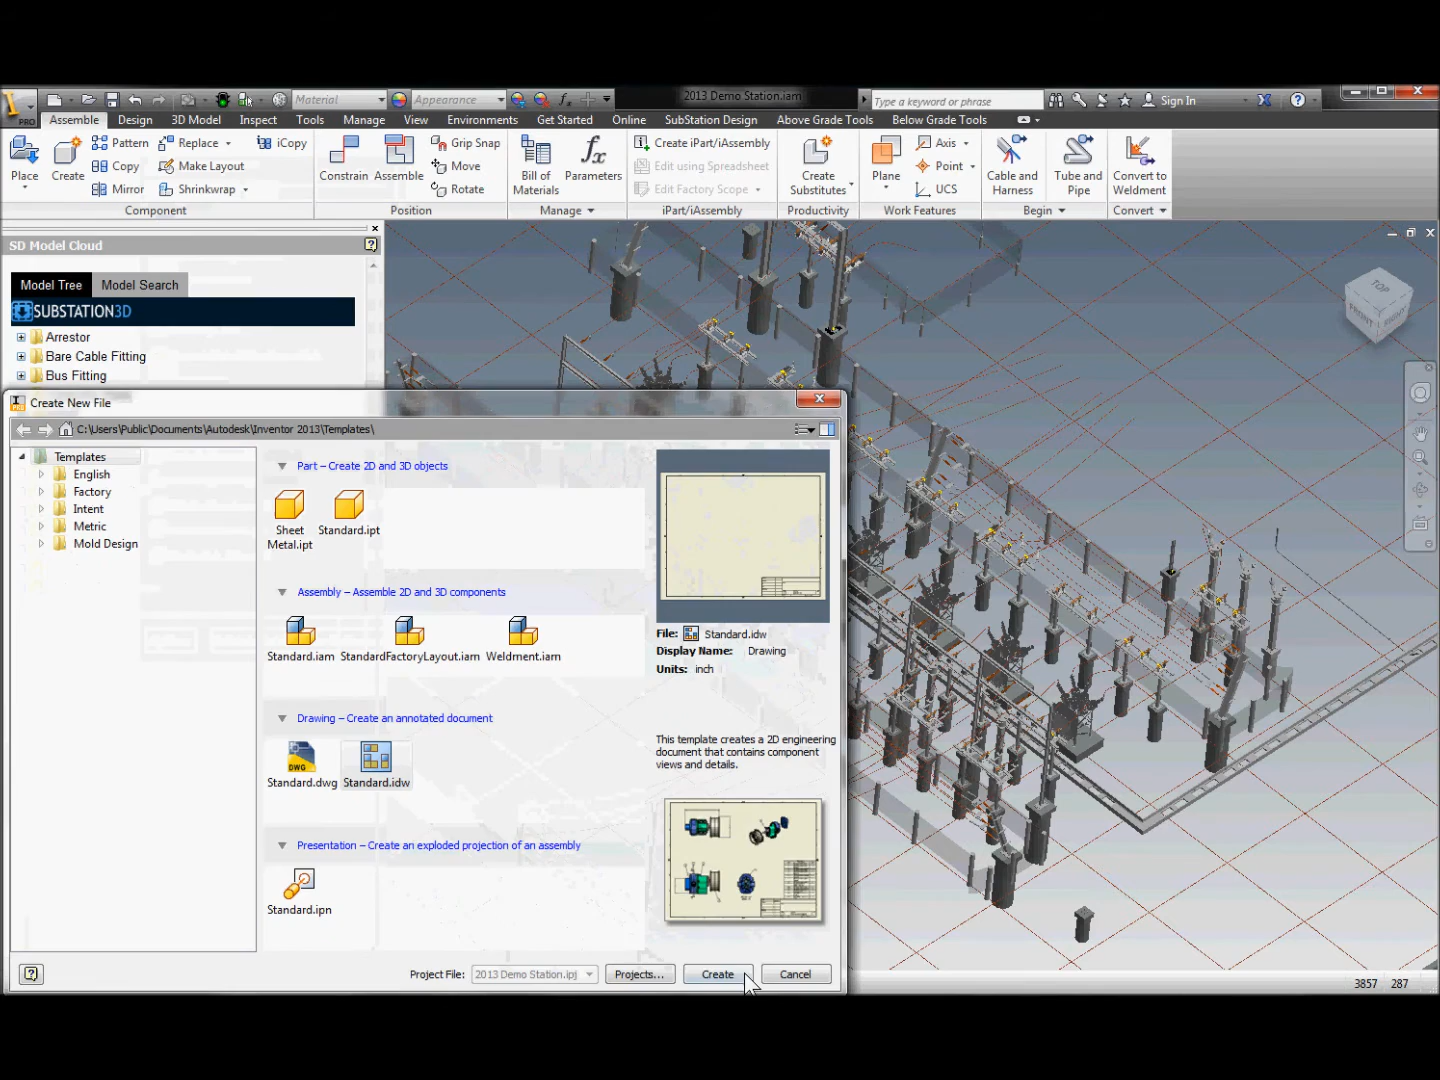 PRO
Material
Appearance
2013 Demo Station.iam
Type a keyword or phrase
Sign In
Assemble
Design
3D Model
Inspect
Tools
Manage
View
Environments
Get Started
Online
SubStation Design
Above Grade Tools
Below Grade Tools
Place
Create
Pattern
Copy
Mirror
Replace
Make Layout
Shrinkwrap
iCopy
Component
Constrain
Assemble
Grip Snap
Move
Rotate
Position
Bill of
Materials
Parameters
Manage
Create iPart/iAssembly
Edit using Spreadsheet
Edit Factory Scope
iPart/iAssembly
Create
Substitutes
Productivity
Plane
Axis
Point
UCS
Work Features
Cable and
Harness
Tube and
Pipe
Begin
Convert to
Weldment
Convert
SD Model Cloud
Model Tree
Model Search
SUBSTATION3D
Arrestor
Bare Cable Fitting
Bus Fitting
TOP
FRONT
RIGHT
Create New File
C:\Users\Public\Documents\Autodesk\Inventor 2013\Templates\
Templates
English
Factory
Intent
Metric
Mold Design
Part – Create 2D and 3D objects
Sheet
Metal.ipt
Standard.ipt
Assembly – Assemble 2D and 3D components
Standard.iam
StandardFactoryLayout.iam
Weldment.iam
Drawing – Create an annotated document
DWG
Standard.dwg
Standard.idw
Presentation – Create an exploded projection of an assembly
Standard.ipn
File: Standard.idw
Display Name: Drawing
Units: inch
This template creates a 2D engineering
document that contains component
views and details.
Project File:
2013 Demo Station.ipj
Projects...
Create
Cancel
3857 287